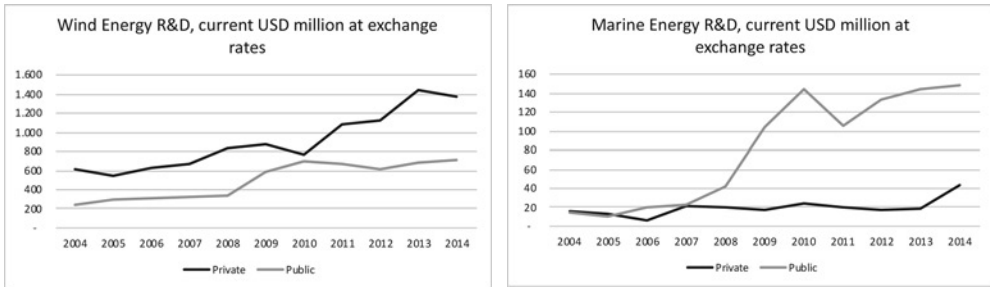 Wind Energy R&D, current USD million at exchange
rates
1.600
1.400
1.200
1.000
800
600
400
200
-
2004 2005 2006 2007 2008 2009 2010 2011 2012 2013 2014
Private Public
Marine Energy R&D, current USD million at
exchange rates
160
140
120
100
80
60
40
20
-
2004 2005 2006 2007 2008 2009 2010 2011 2012 2013 2014
Private Public